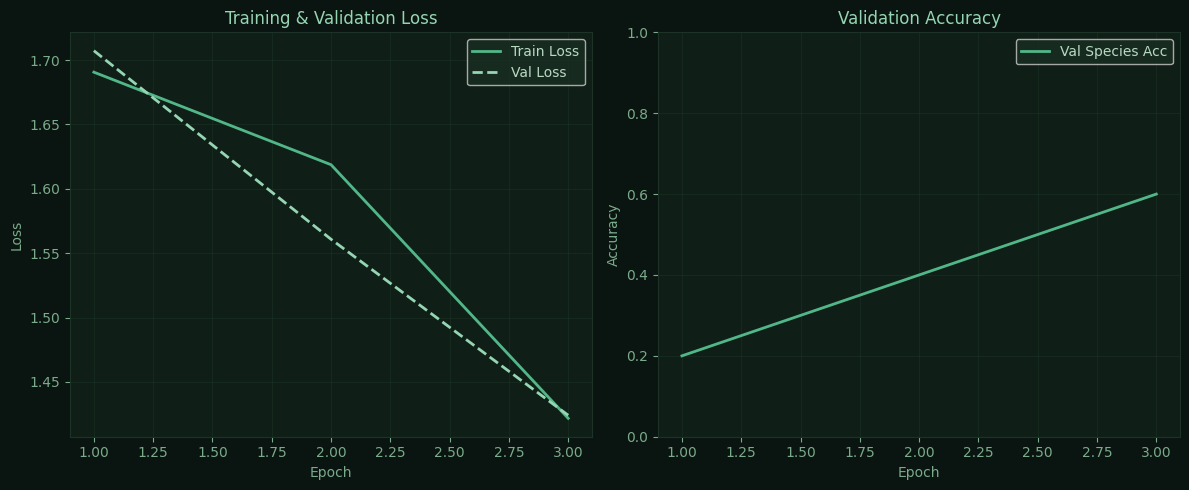 Training & Validation Loss
Train Loss
Val Loss
1.70
1.65
1.60
1.55
1.50
1.45
Loss
1.00 1.25 1.50 1.75 2.00 2.25 2.50 2.75 3.00
Epoch
Validation Accuracy
Val Species Acc
1.0
0.8
0.6
0.4
0.2
0.0
Accuracy
1.00 1.25 1.50 1.75 2.00 2.25 2.50 2.75 3.00
Epoch